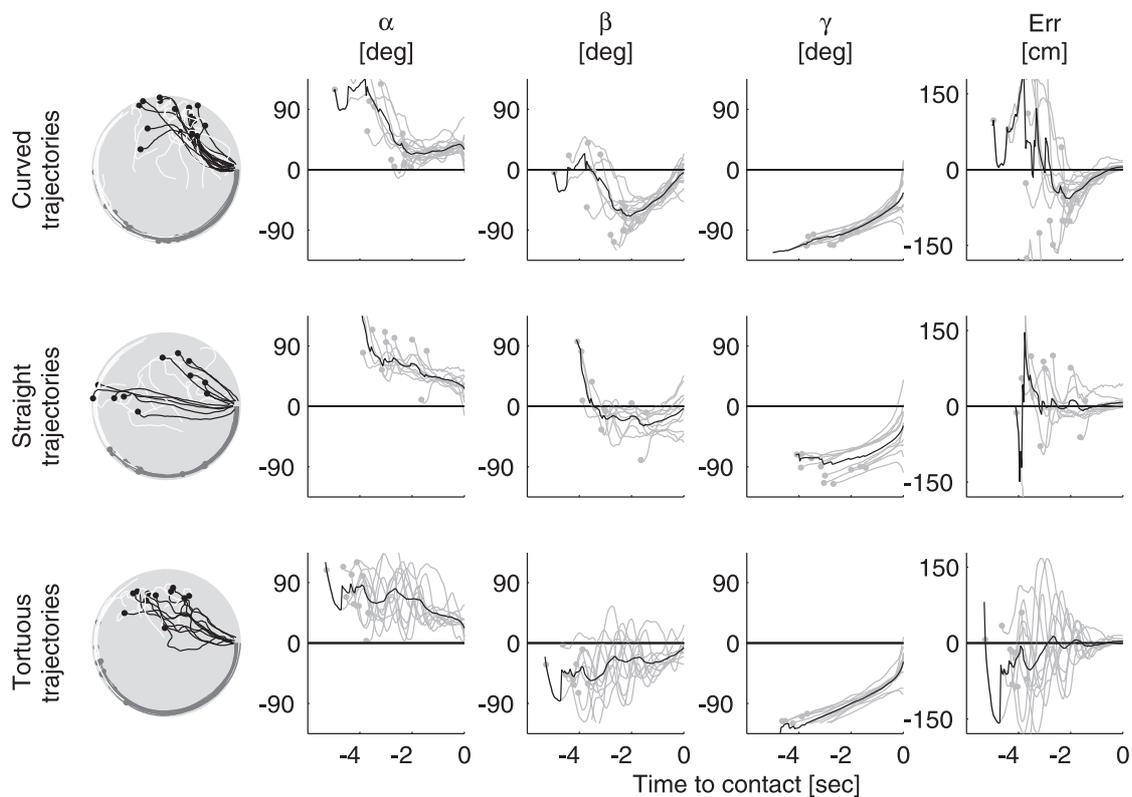 α β γ Err
[deg] [deg] [deg] [cm]
Curved
trajectories
90 90 90 150
0 0 0 0
-90 -90 -90 -150
Straight
trajectories
90 90 90 150
0 0 0 0
-90 -90 -90 -150
Tortuous
trajectories
90 90 90 150
0 0 0 0
-90 -90 -90 -150
-4 -2 0 -4 -2 0 -4 -2 0 -4 -2 0
Time to contact [sec]